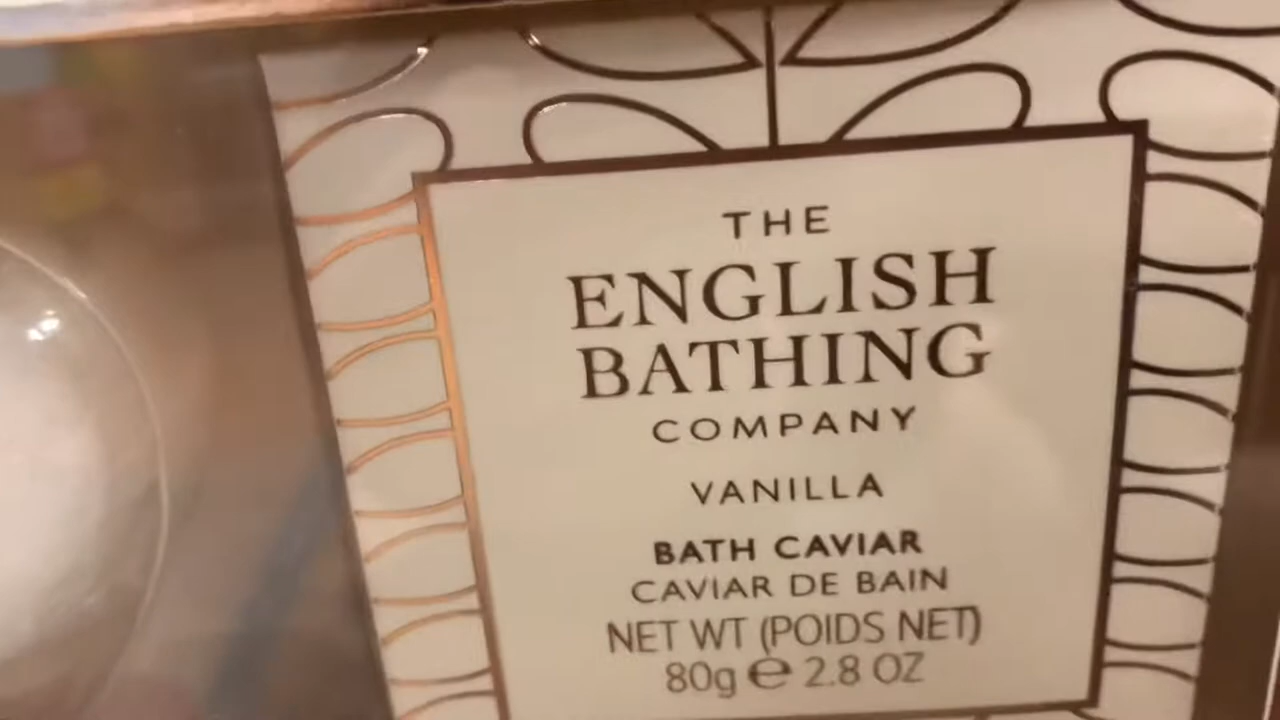 THE
ENGLISH
BATHING
COMPANY
VANILLA
BATH CAVIAR
CAVIAR DE BAIN
NET WT (POIDS NET)
80g ℮ 2.8 OZ